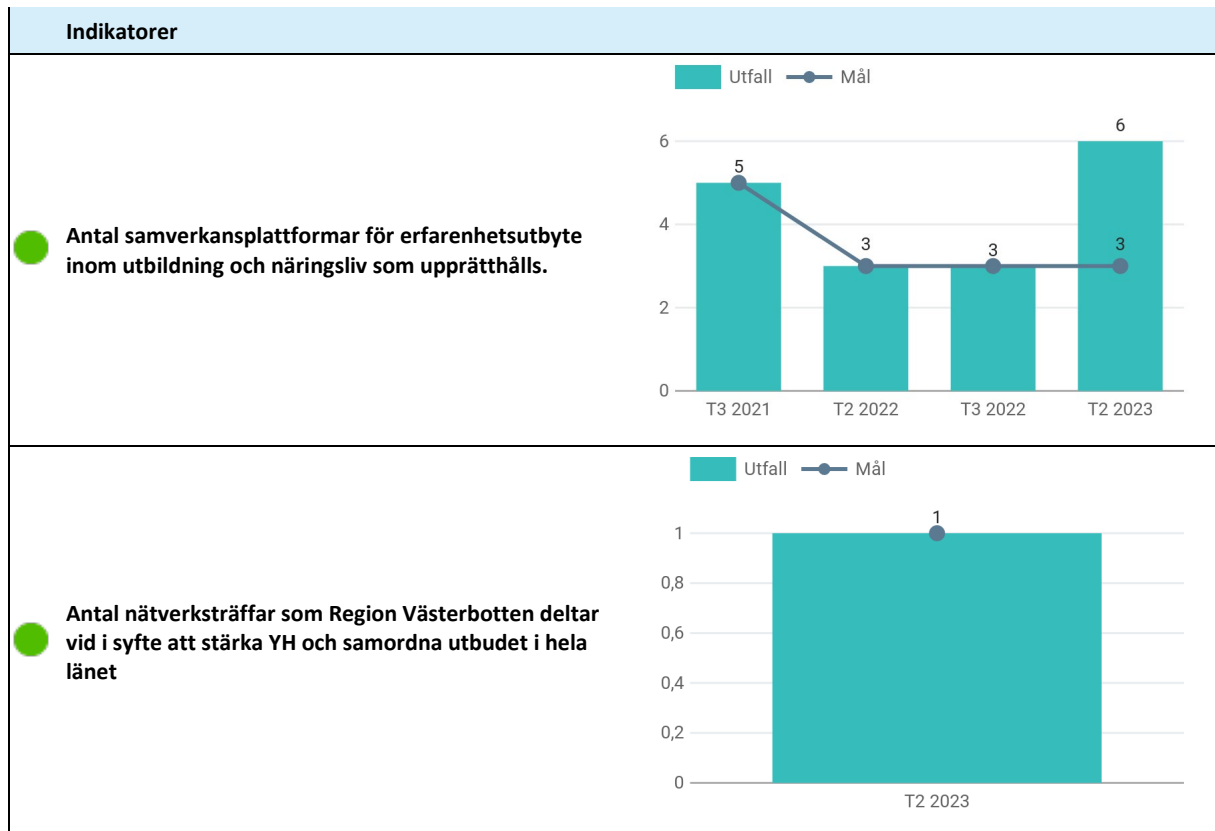 Indikatorer
Utfall Mål
6
6
5
4
3
3
3
2
0
T3 2021 T2 2022 T3 2022 T2 2023
Antal samverkansplattformar för erfarenhetsutbyte
inom utbildning och näringsliv som upprätthålls.
Utfall Mål
1
1
0,8
0,6
0,4
0,2
0
T2 2023
Antal nätverksträffar som Region Västerbotten deltar
vid i syfte att stärka YH och samordna utbudet i hela
länet